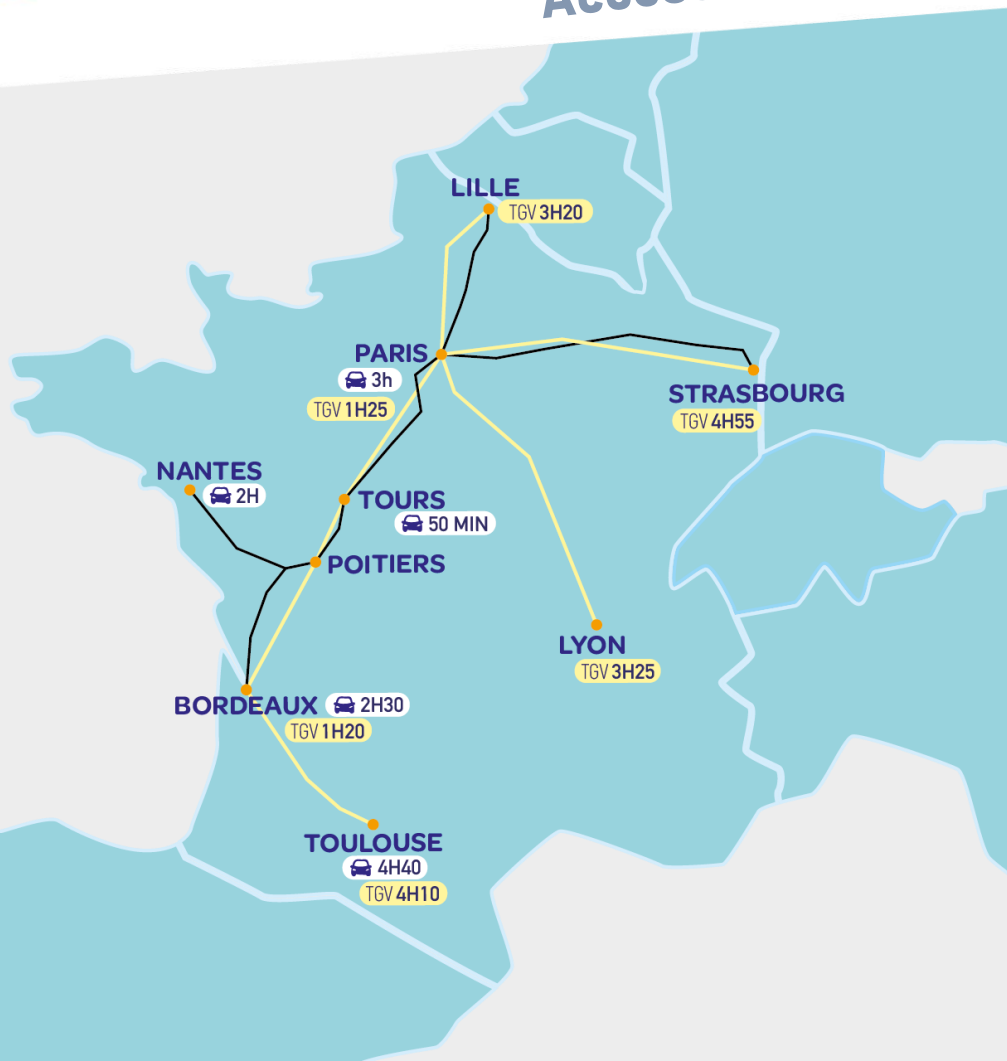 LILLE
TGV 3H20
PARIS
3h
TGV 1H25
STRASBOURG
TGV 4H55
NANTES
2H
TOURS
50 MIN
POITIERS
LYON
TGV 3H25
BORDEAUX 2H30
TGV 1H20
TOULOUSE
4H40
TGV 4H10